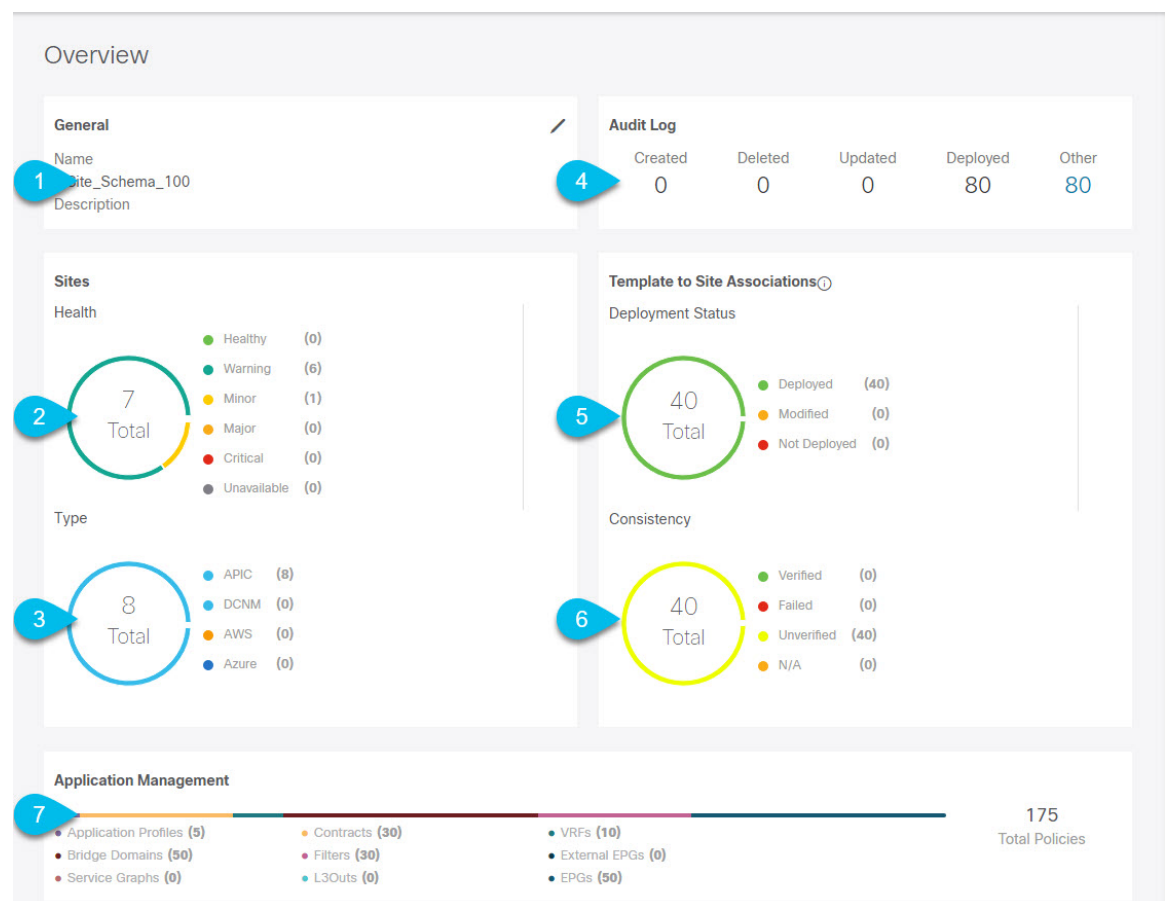 Overview
General
Name
1
ite_Schema_100
Description
Audit Log
Created Deleted Updated Deployed Other
4
0 0 0 80 80
Sites
Health
2
7
Total
Healthy (0)
Warning (6)
Minor (1)
Major (0)
Critical (0)
Unavailable (0)
Type
3
8
Total
APIC (8)
DCNM (0)
AWS (0)
Azure (0)
Template to Site Associations
Deployment Status
5
40
Total
Deployed (40)
Modified (0)
Not Deployed (0)
Consistency
6
40
Total
Verified (0)
Failed (0)
Unverified (40)
N/A (0)
Application Management
7
Application Profiles (5) Contracts (30) VRFs (10)
Bridge Domains (50) Filters (30) External EPGs (0)
Service Graphs (0) L3Outs (0) EPGs (50)
175
Total Policies